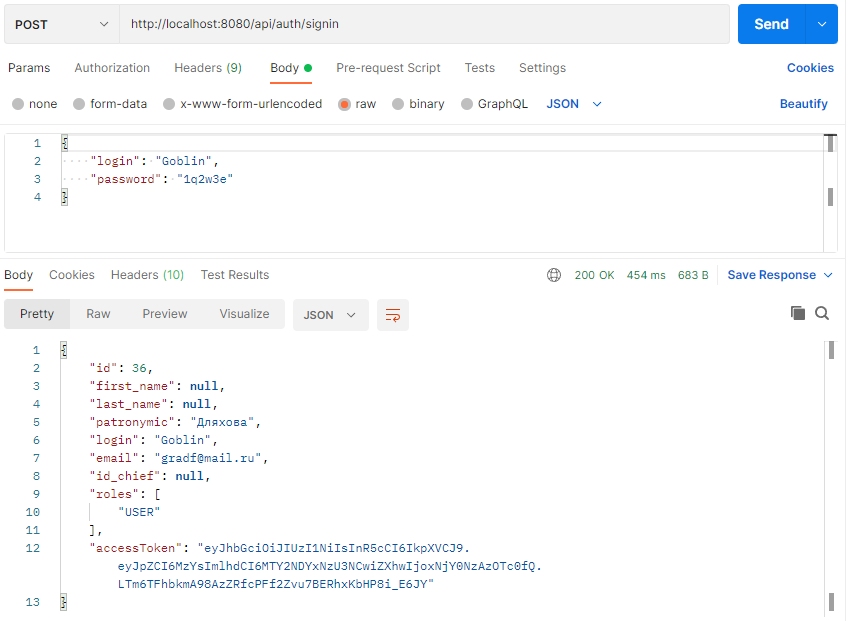 POST http://localhost:8080/api/auth/signin Send
Params Authorization Headers (9) Body Pre-request Script Tests Settings Cookies
none form-data x-www-form-urlencoded raw binary GraphQL JSON Beautify
1 {
2 ····"login":·"Goblin",
3 ····"password":·"1q2w3e"
4 }
Body Cookies Headers (10) Test Results 200 OK 454 ms 683 B Save Response
Pretty Raw Preview Visualize JSON
1 {
2 "id": 36,
3 "first_name": null,
4 "last_name": null,
5 "patronymic": "Дляхова",
6 "login": "Goblin",
7 "email": "gradf@mail.ru",
8 "id_chief": null,
9 "roles": [
10 "USER"
11 ],
12 "accessToken": "eyJhbGciOiJIUzI1NiIsInR5cCI6IkpXVCJ9.
eyJpZCI6MzYsImlhdCI6MTY2NDYxNzU3NCwiZXhwIjoxNjY0NzAzOTc0fQ.
LTm6TFhbkmA98AzZRfcPFf2Zvu7BERhxKbHP8i_E6JY"
13 }